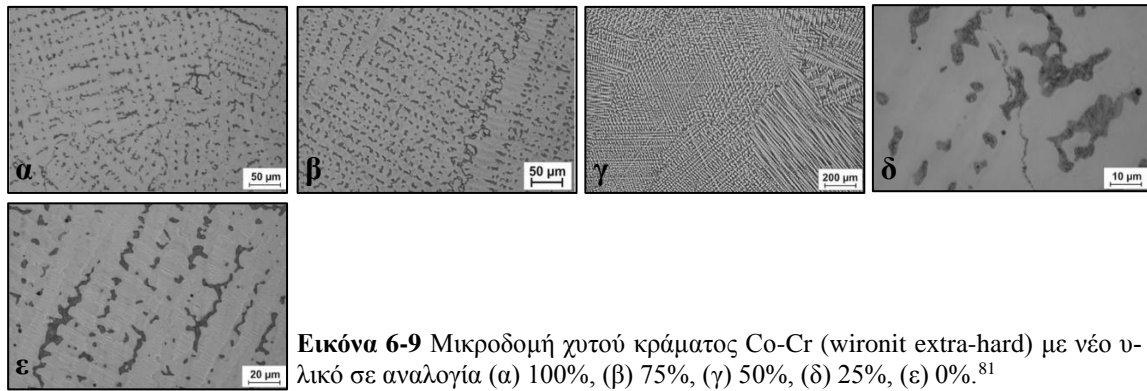 α
50 μm
β
50 μm
γ
200 μm
δ
10 μm
ε
20 μm
Εικόνα 6-9 Μικροδομή χυτού κράματος Co-Cr (wironit extra-hard) με νέο υ-
λικό σε αναλογία (α) 100%, (β) 75%, (γ) 50%, (δ) 25%, (ε) 0%.⁸¹